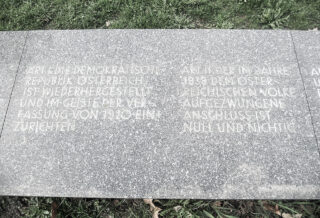 ART I DIE DEMOKRATISCHE
REPUBLIK ÖSTERREICH
IST WIEDERHERGESTELLT
UND IM GEISTE DER VER-
FASSUNG VON 1920 EIN-
ZURICHTEN
ART II DER IM JAHRE
1938 DEM ÖSTER-
REICHISCHEN VOLKE
AUFGEZWUNGENE
ANSCHLUSS IST
NULL UND NICHTIG